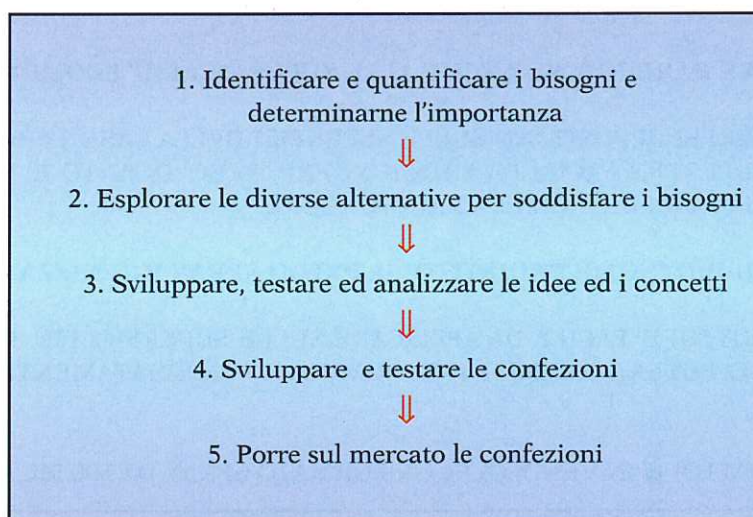 1. Identificare e quantificare i bisogni e
determinarne l'importanza
⇓
2. Esplorare le diverse alternative per soddisfare i bisogni
⇓
3. Sviluppare, testare ed analizzare le idee ed i concetti
⇓
4. Sviluppare e testare le confezioni
⇓
5. Porre sul mercato le confezioni